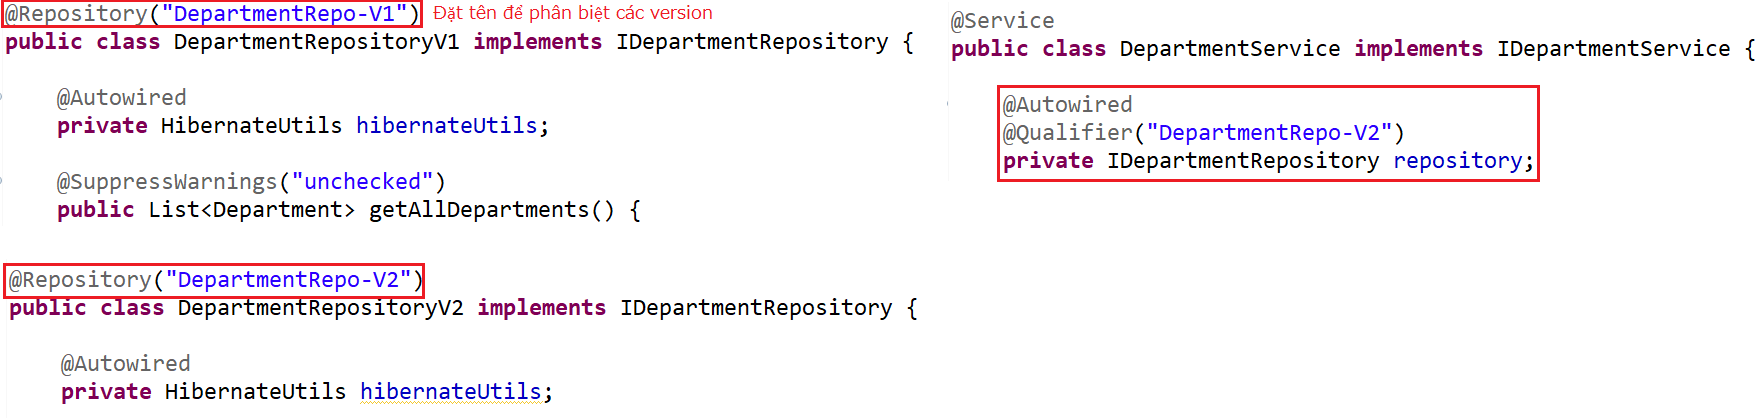 @Repository("DepartmentRepo-V1") Đặt tên để phân biệt các version
public class DepartmentRepositoryV1 implements IDepartmentRepository {
@Autowired
private HibernateUtils hibernateUtils;
@SuppressWarnings("unchecked")
public List<Department> getAllDepartments() {
@Repository("DepartmentRepo-V2")
public class DepartmentRepositoryV2 implements IDepartmentRepository {
@Autowired
private HibernateUtils hibernateUtils;
@Service
public class DepartmentService implements IDepartmentService {
@Autowired
@Qualifier("DepartmentRepo-V2")
private IDepartmentRepository repository;